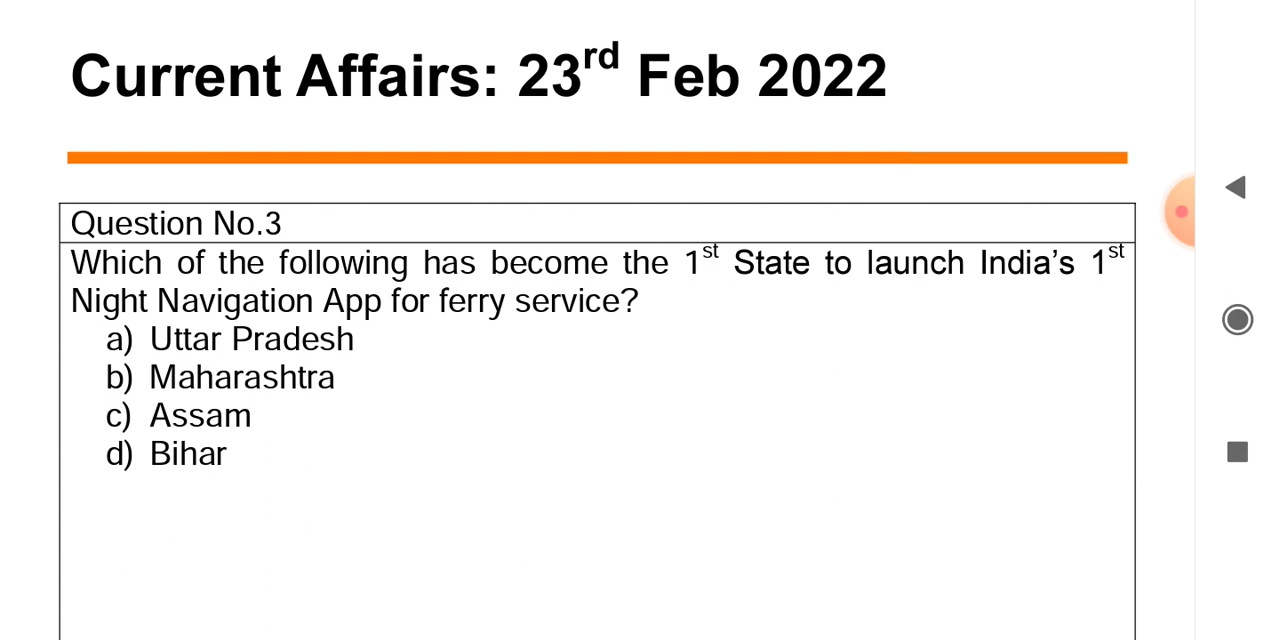 Current Affairs: 23rd Feb 2022
Question No.3
Which of the following has become the 1st State to launch India's 1st
Night Navigation App for ferry service?
a) Uttar Pradesh
b) Maharashtra
c) Assam
d) Bihar